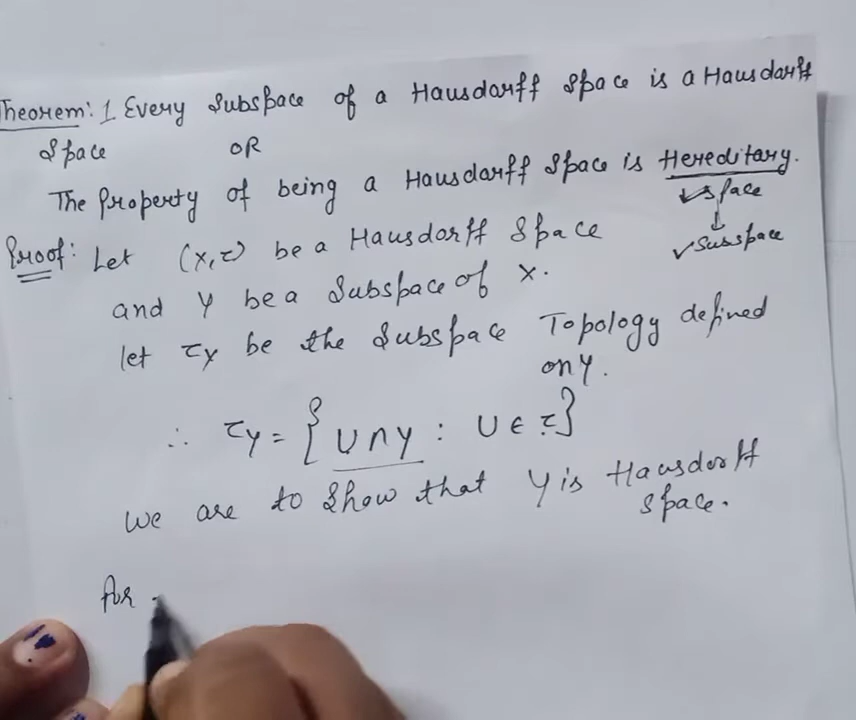 Theorem: 1 Every Subspace of a Hausdorff Space is a Hausdorff
Space OR
The Property of being a Hausdorff Space is Hereditary.
✓Space
↓
✓Subspace
Proof: Let (X,τ) be a Hausdorff Space
and Y be a Subspace of X.
let τY be the Subspace Topology defined
on Y.
∴ τY = { U∩Y : U ∈ τ}
We are to Show that Y is Hausdorff
Space.
for